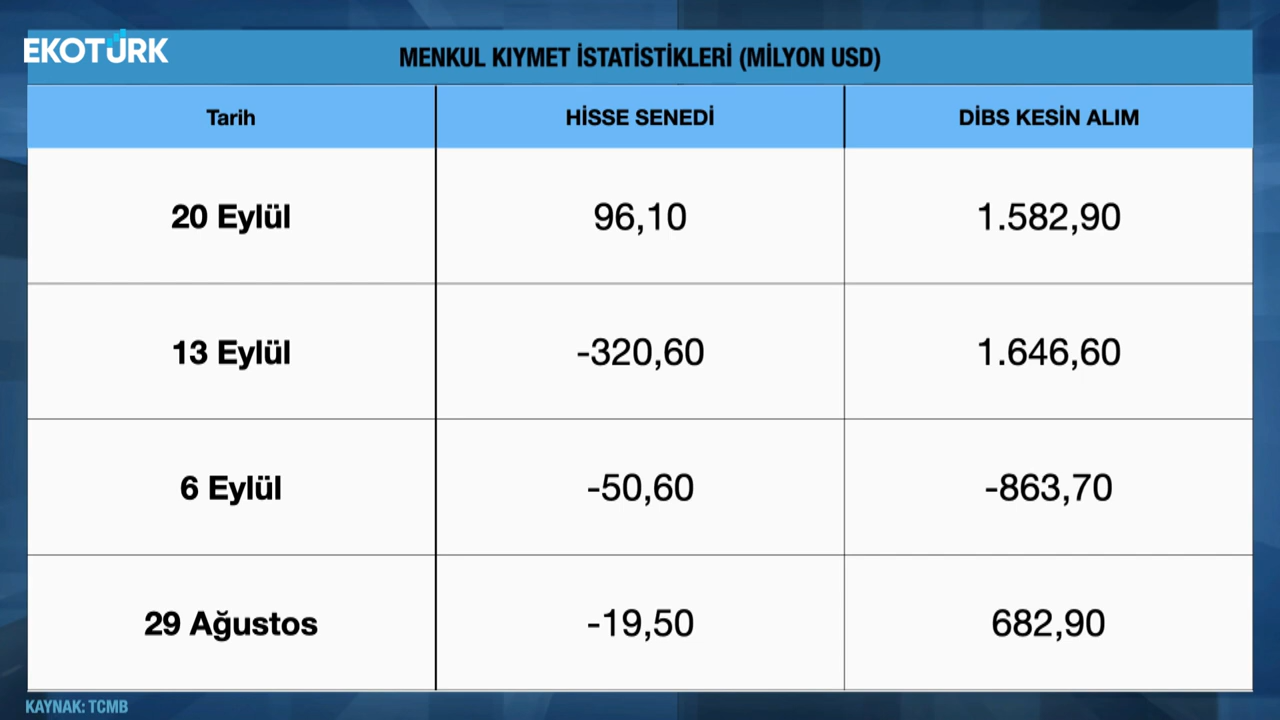 EKOTÜRK
MENKUL KIYMET İSTATİSTİKLERİ (MİLYON USD)
Tarih HİSSE SENEDİ DİBS KESİN ALIM
20 Eylül 96,10 1.582,90
13 Eylül -320,60 1.646,60
6 Eylül -50,60 -863,70
29 Ağustos -19,50 682,90
KAYNAK: TCMB